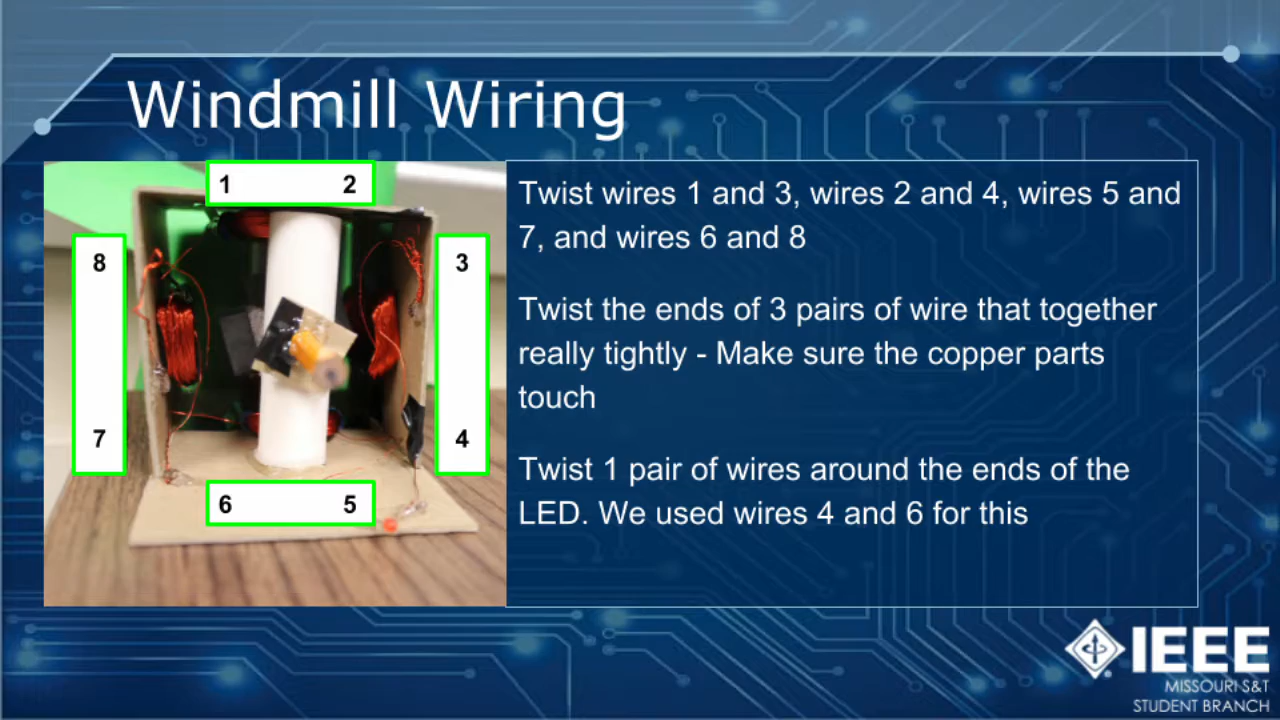 Windmill Wiring
1 2
8
3
7
4
6 5
Twist wires 1 and 3, wires 2 and 4, wires 5 and
7, and wires 6 and 8
Twist the ends of 3 pairs of wire that together
really tightly - Make sure the copper parts
touch
Twist 1 pair of wires around the ends of the
LED. We used wires 4 and 6 for this
IEEE
MISSOURI S&T
STUDENT BRANCH